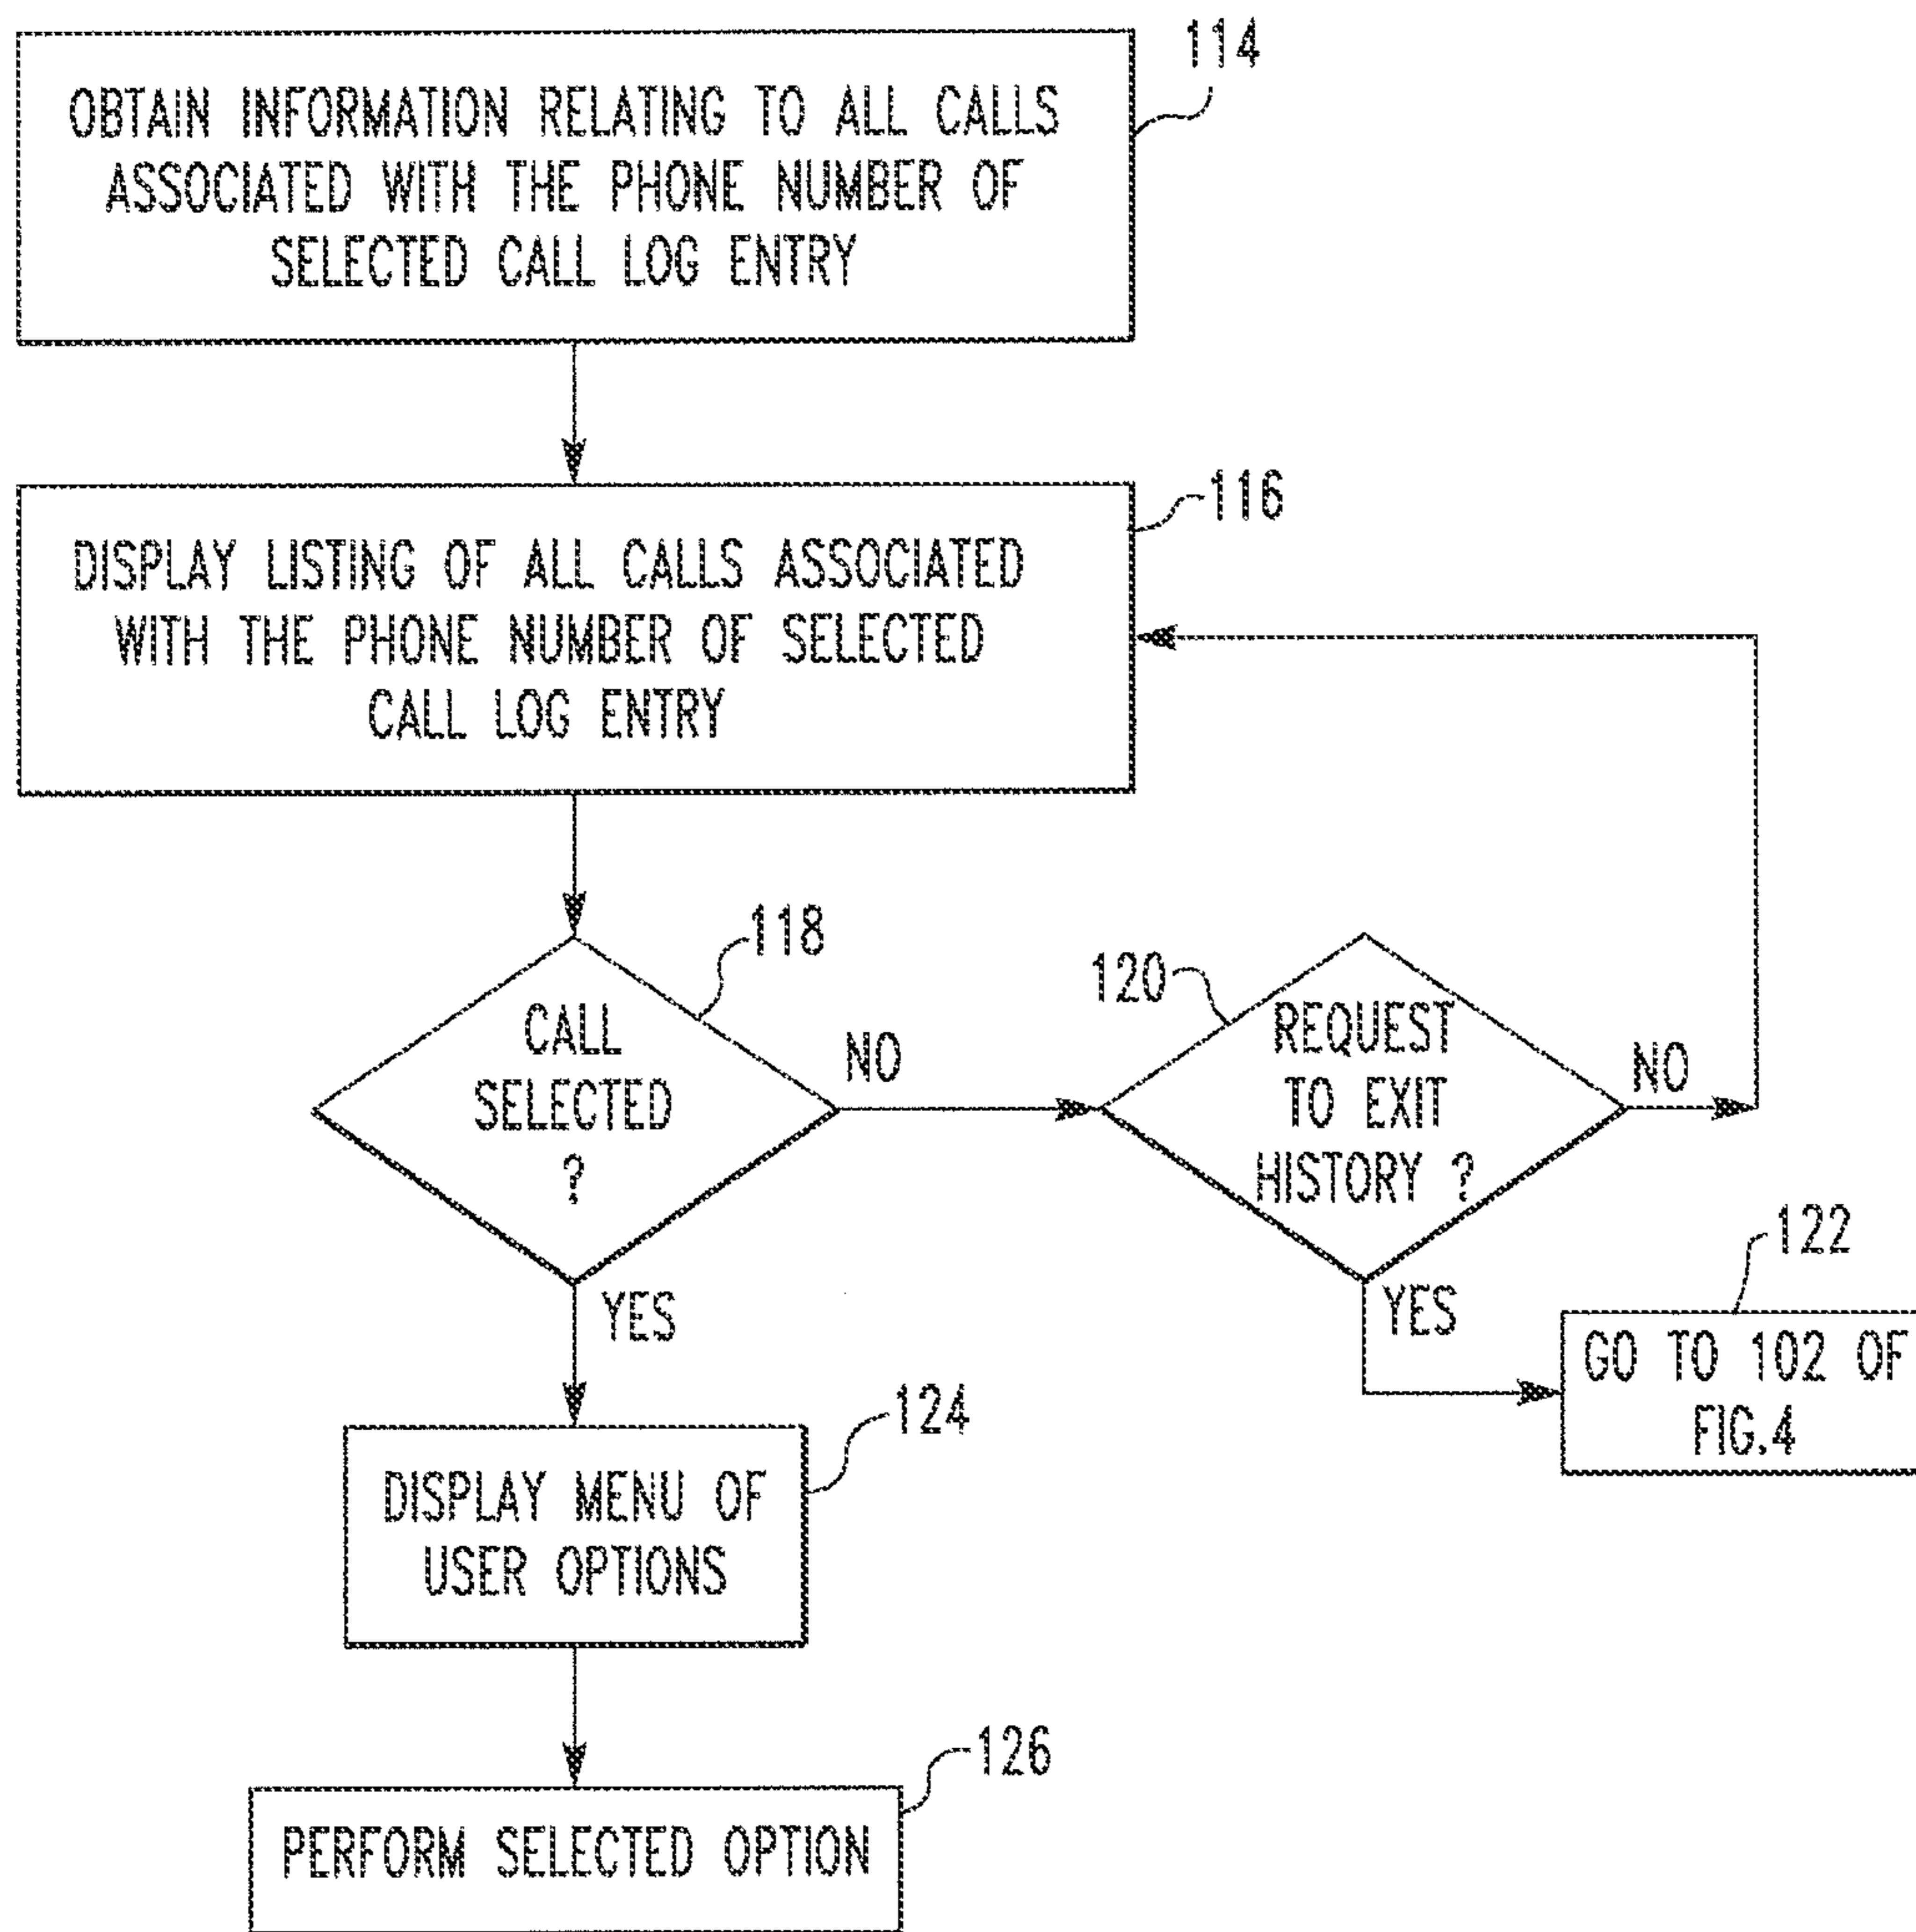 114
OBTAIN INFORMATION RELATING TO ALL CALLS
ASSOCIATED WITH THE PHONE NUMBER OF
SELECTED CALL LOG ENTRY
116
DISPLAY LISTING OF ALL CALLS ASSOCIATED
WITH THE PHONE NUMBER OF SELECTED
CALL LOG ENTRY
118
CALL
SELECTED
?
NO
120
REQUEST
TO EXIT
HISTORY ?
NO
YES
YES
122
GO TO 102 OF
FIG.4
124
DISPLAY MENU OF
USER OPTIONS
126
PERFORM SELECTED OPTION